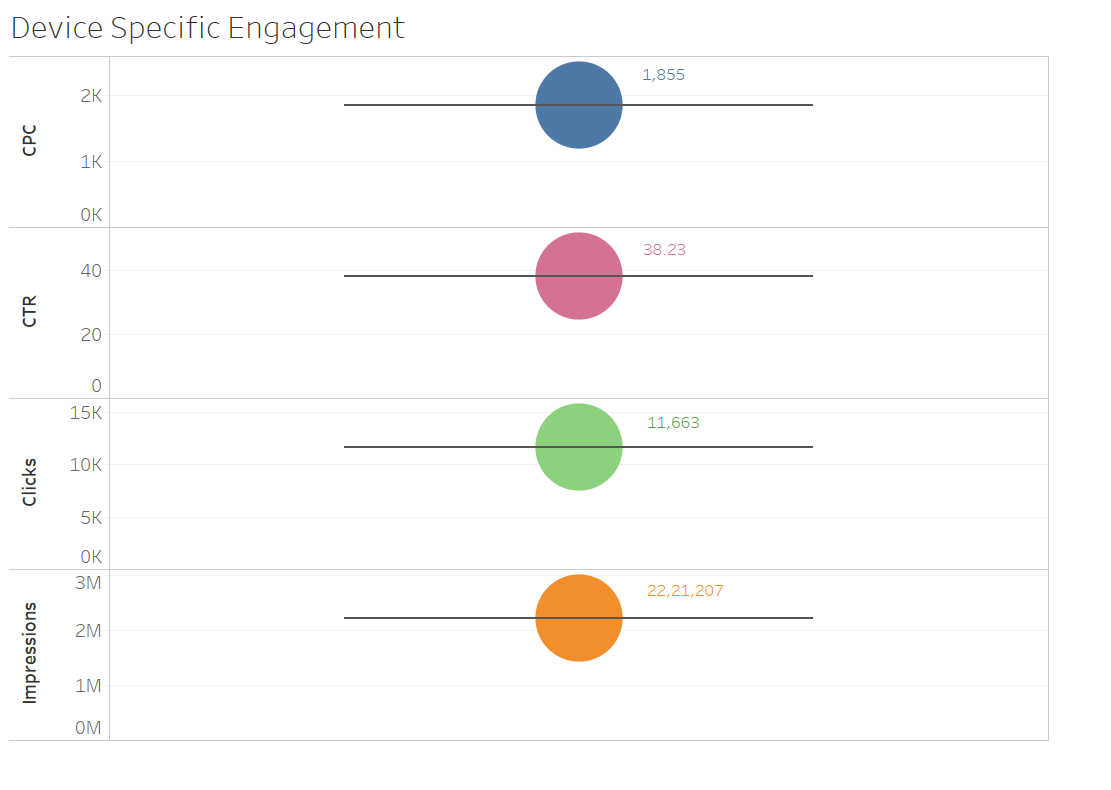 Device Specific Engagement
1,855
2K
CPC
1K
0K
38.23
40
CTR
20
0
15K
11,663
10K
Clicks
5K
0K
3M
22,21,207
2M
Impressions
1M
0M